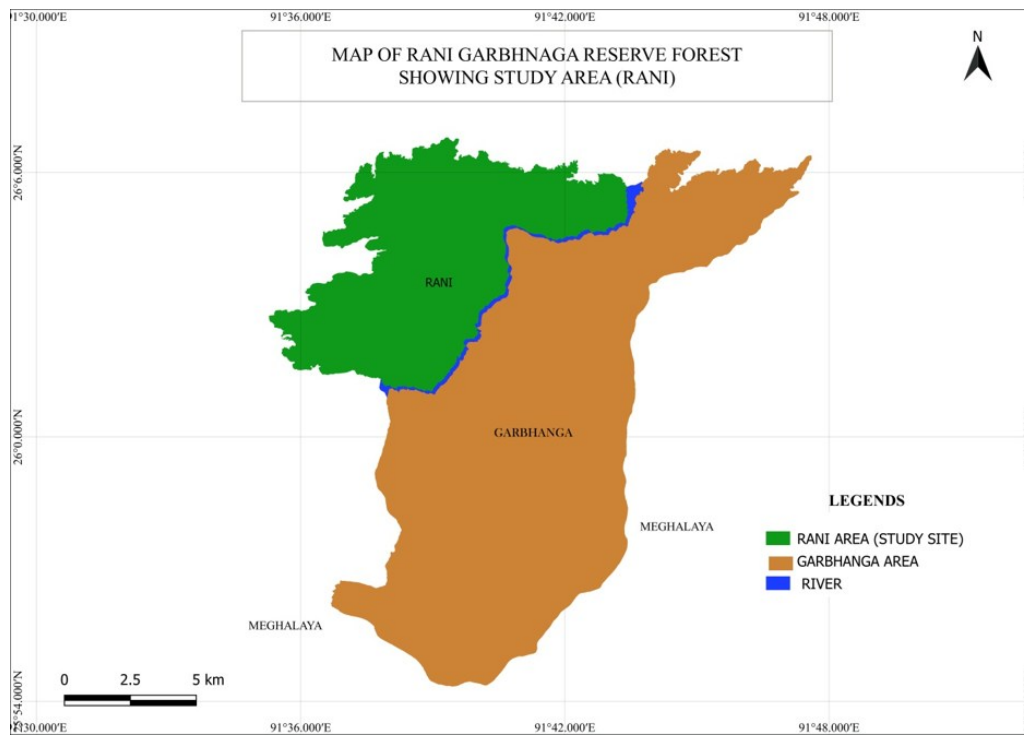 91°30.000'E 91°36.000'E 91°42.000'E 91°48.000'E
MAP OF RANI GARBHNAGA RESERVE FOREST
SHOWING STUDY AREA (RANI)
N
26°6.000'N
RANI
26°0.000'N
GARBHANGA
LEGENDS
MEGHALAYA
RANI AREA (STUDY SITE)
GARBHANGA AREA
RIVER
MEGHALAYA
0 2.5 5 km
5°54.000'N
°30.000'E 91°36.000'E 91°42.000'E 91°48.000'E